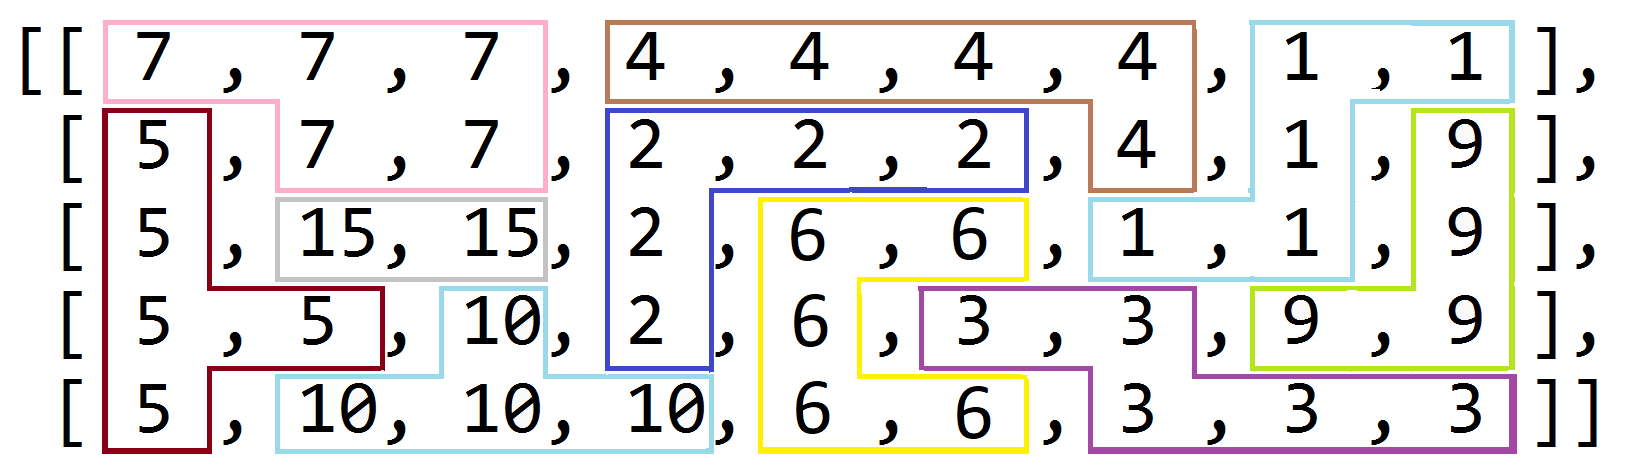 [[7, 7, 7, 4, 4, 4, 4, 1, 1],
[5, 7, 7, 2, 2, 2, 4, 1, 9],
[5, 15, 15, 2, 6, 6, 1, 1, 9],
[5, 5, 10, 2, 6, 3, 3, 9, 9],
[5, 10, 10, 10, 6, 6, 3, 3, 3]]